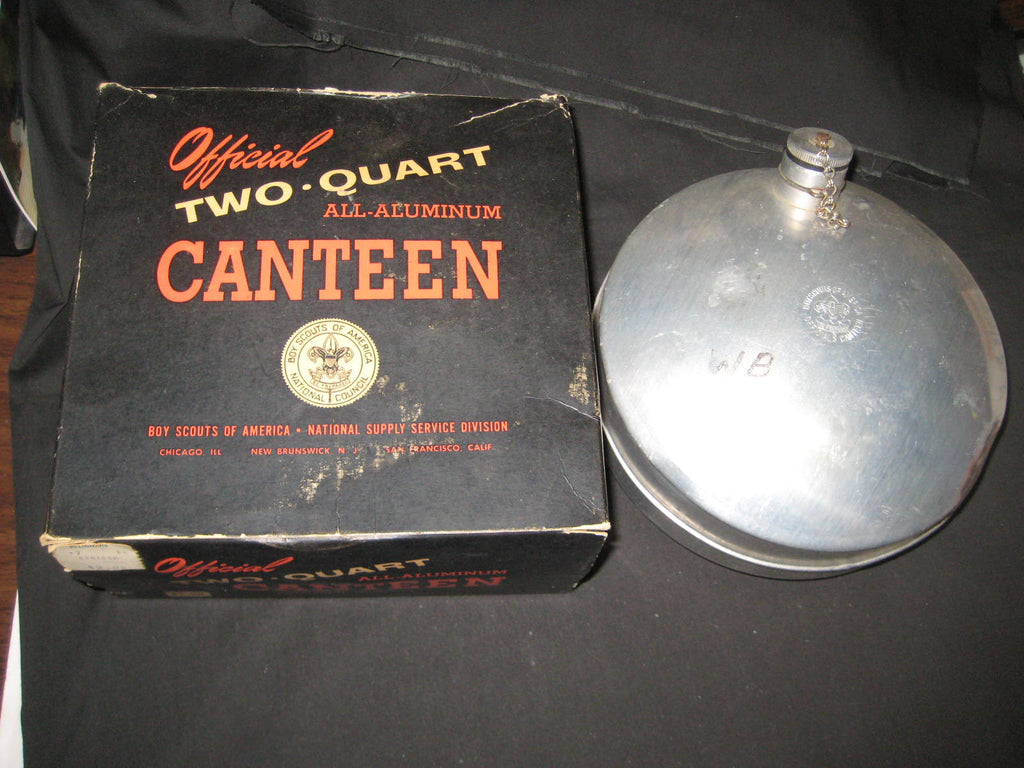 Official
TWO·QUART
ALL-ALUMINUM
CANTEEN
BOY SCOUTS OF AMERICA
NATIONAL COUNCIL
BOY SCOUTS OF AMERICA • NATIONAL SUPPLY SERVICE DIVISION
CHICAGO, ILL NEW BRUNSWICK N. J. SAN FRANCISCO, CALIF.
Official
TWO·QUART
ALL-ALUMINUM
CANTEEN
WB